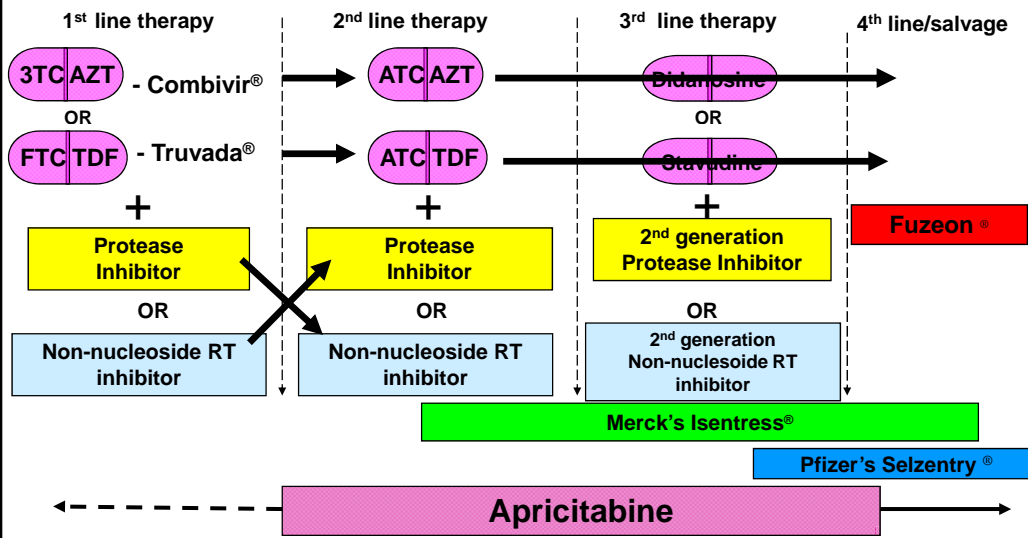 1st line therapy
2nd line therapy
3rd line therapy
4th line/salvage
3TC AZT - Combivir®
OR
FTC TDF - Truvada®
+
Protease
Inhibitor
OR
Non-nucleoside RT
inhibitor
ATC AZT
ATC TDF
+
Protease
Inhibitor
OR
Non-nucleoside RT
inhibitor
Didanosine
OR
Stavudine
+
2nd generation
Protease Inhibitor
OR
2nd generation
Non-nuclesoide RT
inhibitor
Fuzeon ®
Merck's Isentress®
Pfizer's Selzentry ®
Apricitabine